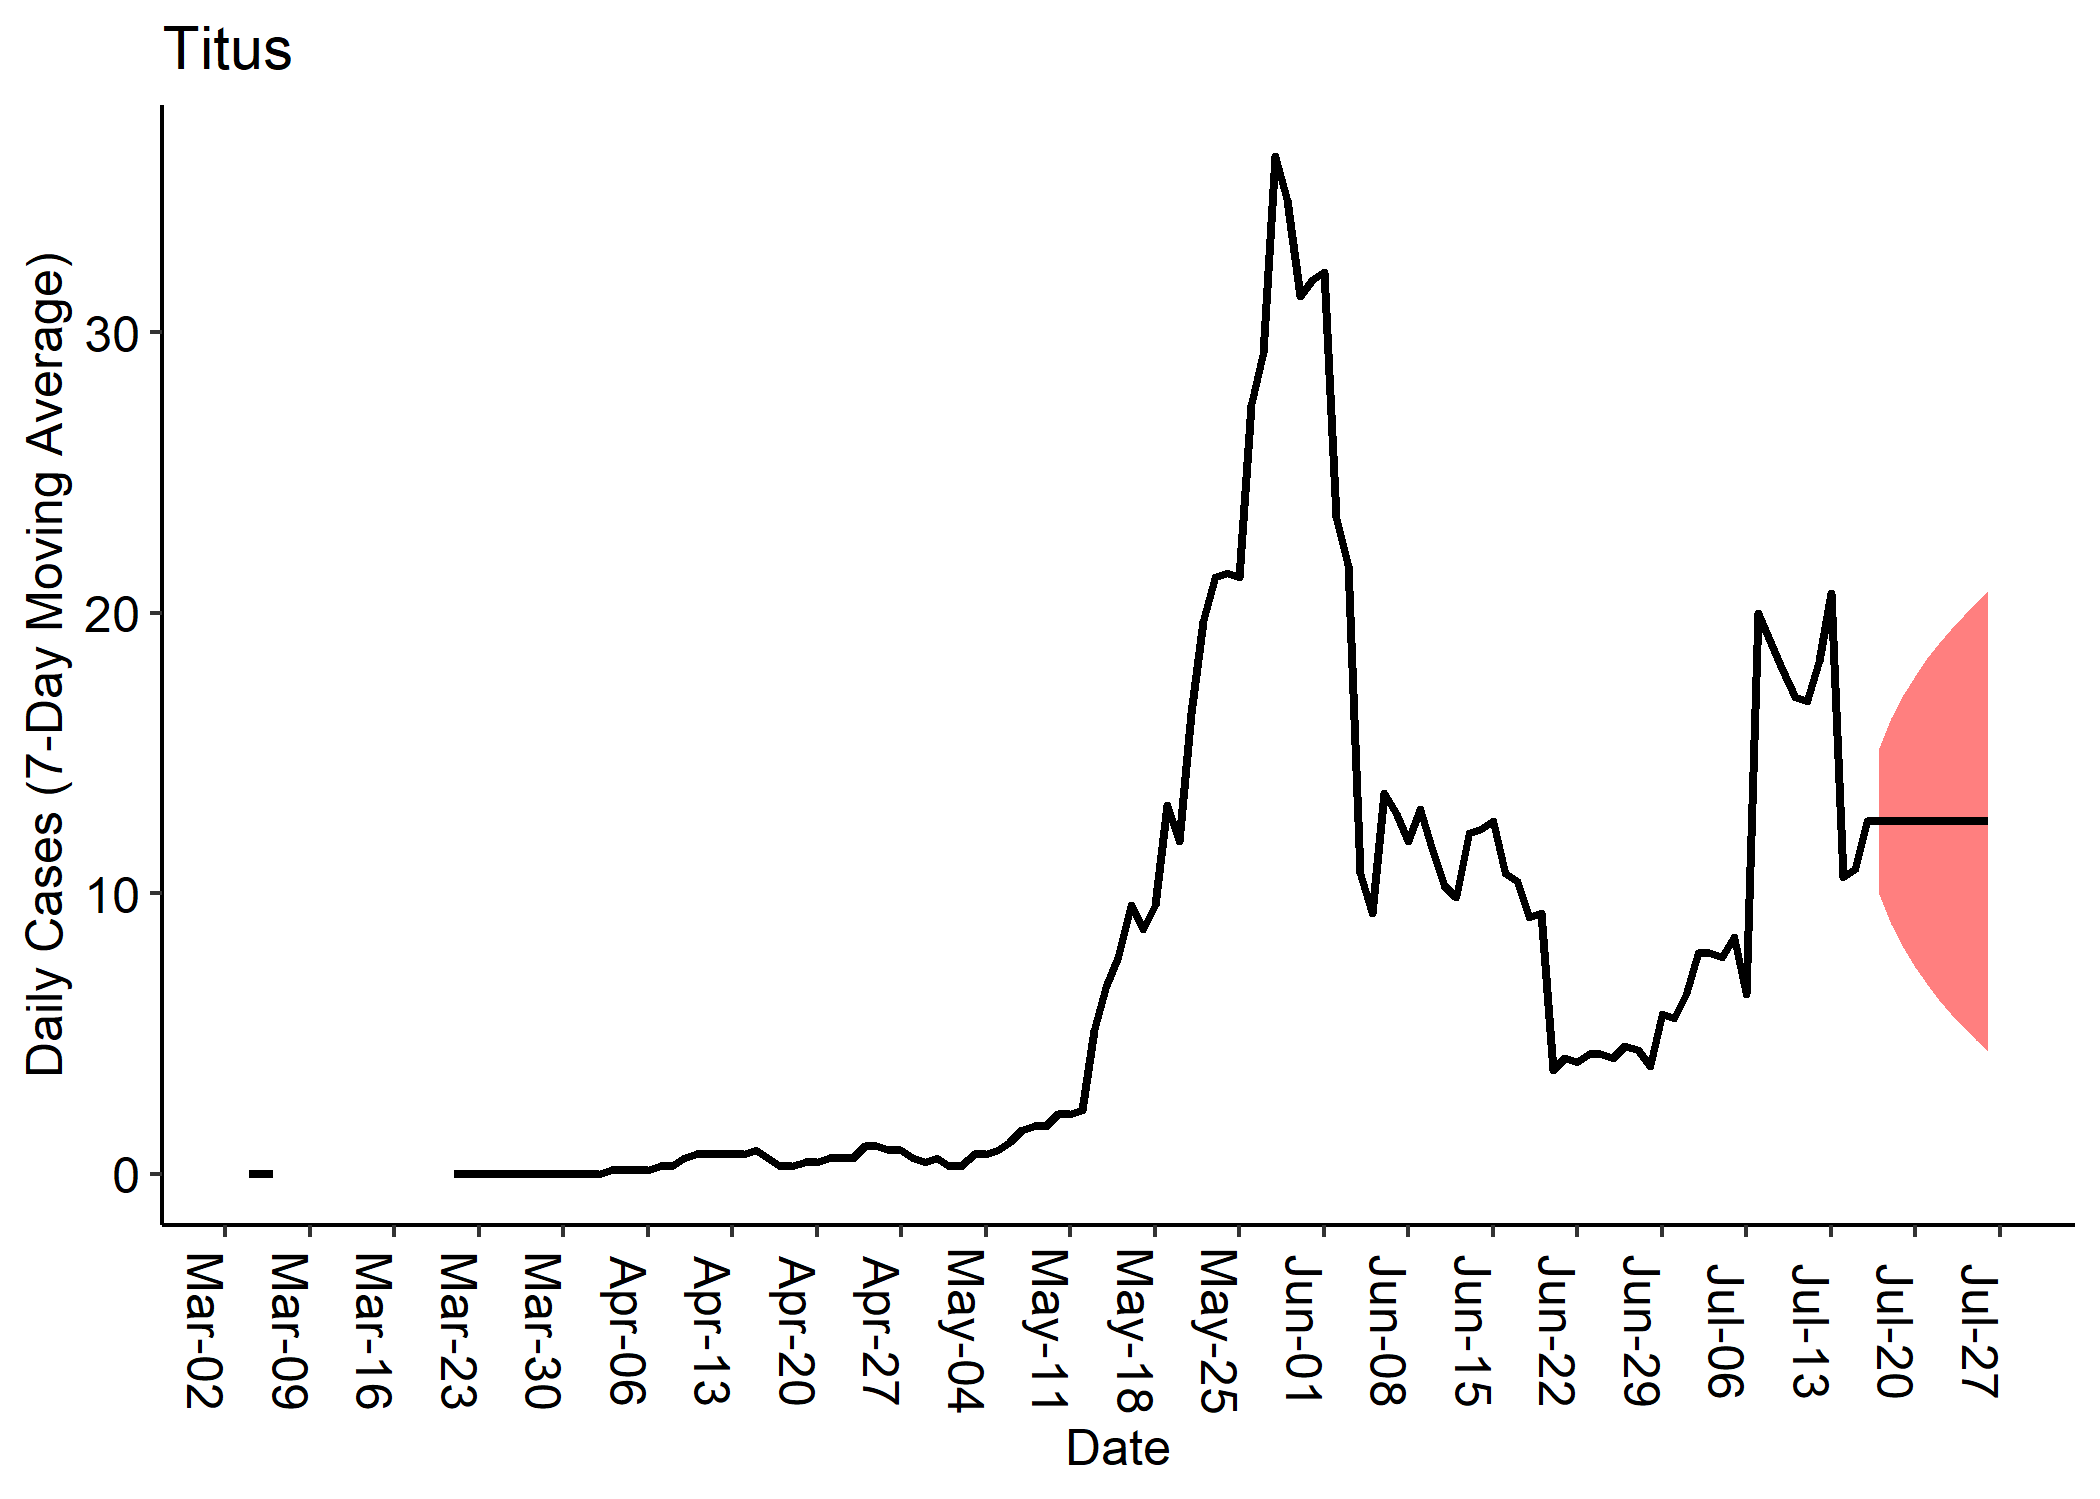 Titus
Daily Cases (7-Day Moving Average)
30
20
10
0
Mar-02
Mar-09
Mar-16
Mar-23
Mar-30
Apr-06
Apr-13
Apr-20
Apr-27
May-04
May-11
May-18
May-25
Jun-01
Jun-08
Jun-15
Jun-22
Jun-29
Jul-06
Jul-13
Jul-20
Jul-27
Date